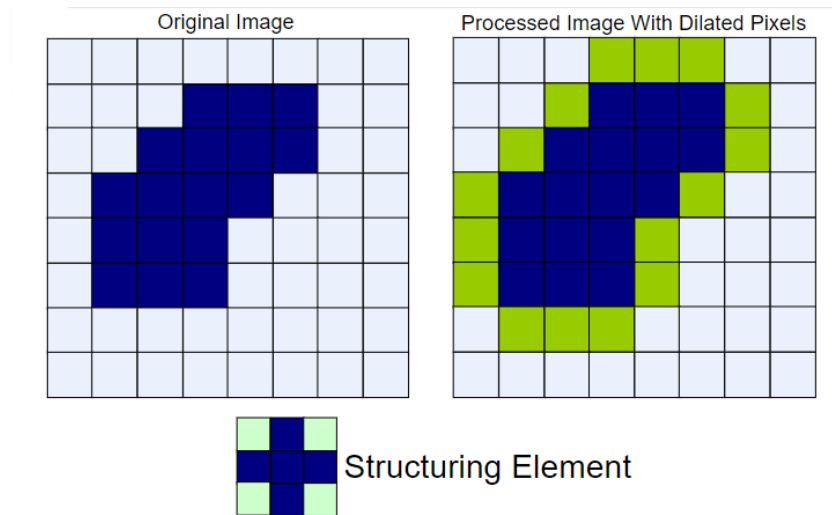 Original Image
Processed Image With Dilated Pixels
Structuring Element